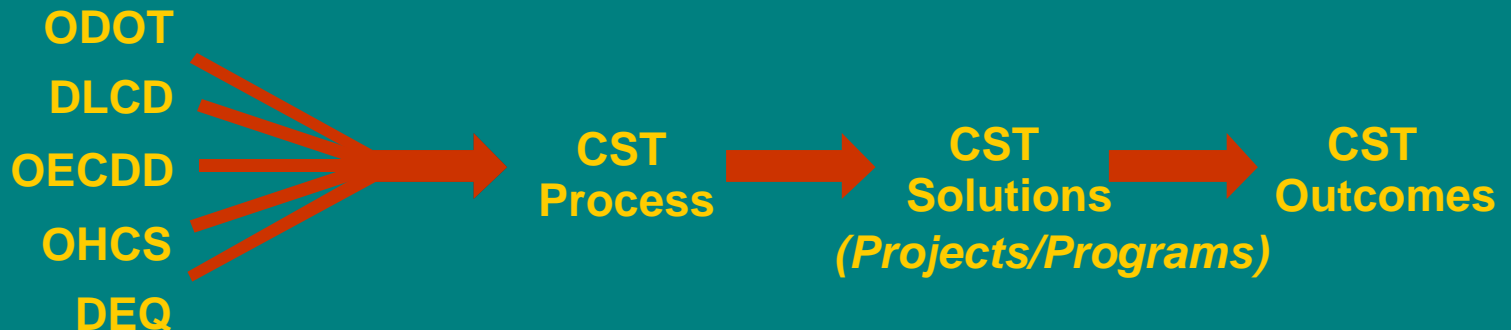 ODOT
DLCD
OECDD
OHCS
DEQ
CST
Process
CST
Solutions
(Projects/Programs)
CST
Outcomes